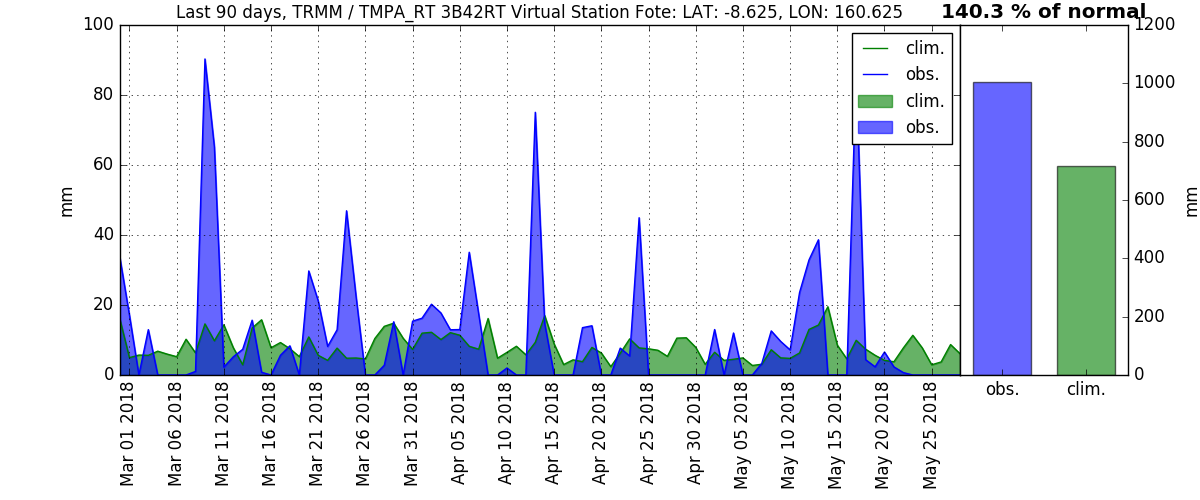 Last 90 days, TRMM / TMPA_RT 3B42RT Virtual Station Fote: LAT: -8.625, LON: 160.625
140.3 % of normal
100
80
60
40
20
0
mm
clim.
obs.
clim.
obs.
1200
1000
800
600
400
200
0
mm
obs.
clim.
Mar 01 2018
Mar 06 2018
Mar 11 2018
Mar 16 2018
Mar 21 2018
Mar 26 2018
Mar 31 2018
Apr 05 2018
Apr 10 2018
Apr 15 2018
Apr 20 2018
Apr 25 2018
Apr 30 2018
May 05 2018
May 10 2018
May 15 2018
May 20 2018
May 25 2018